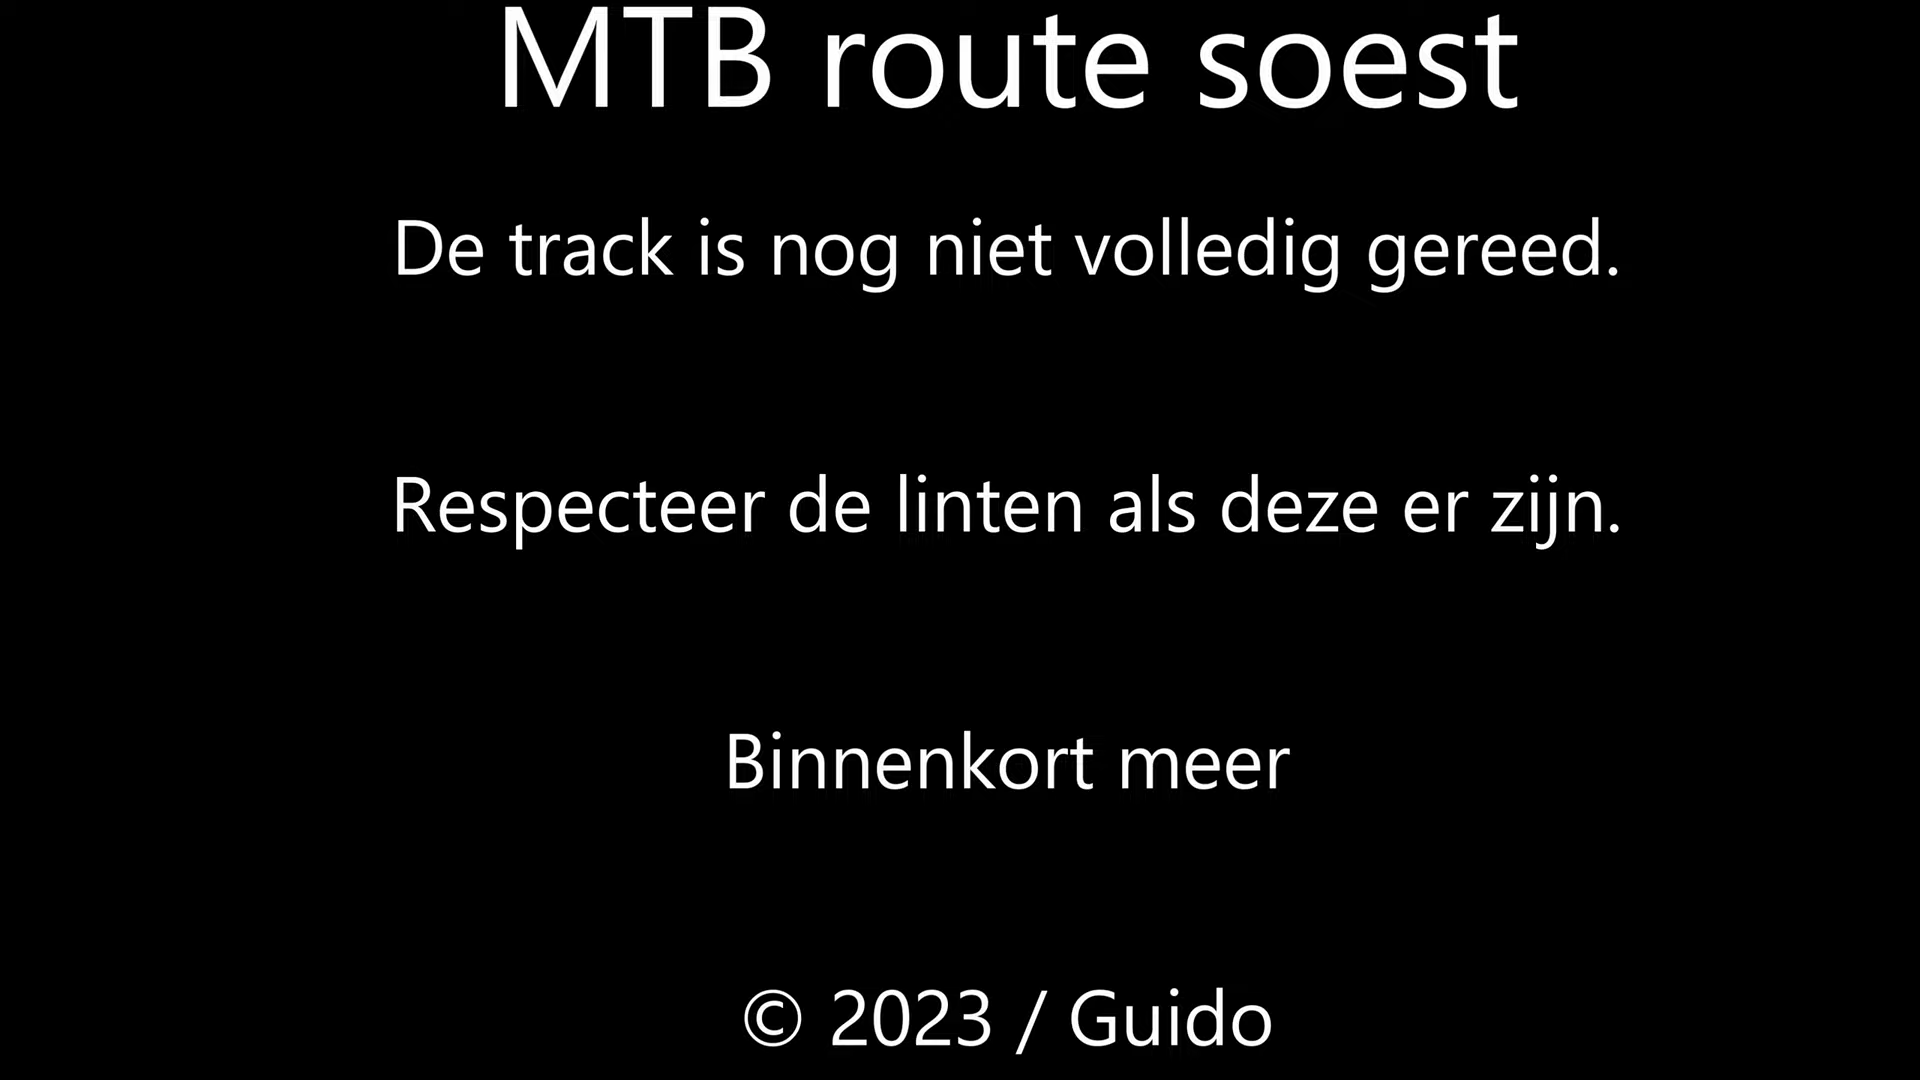 MTB route soest
De track is nog niet volledig gereed.
Respecteer de linten als deze er zijn.
Binnenkort meer
© 2023 / Guido